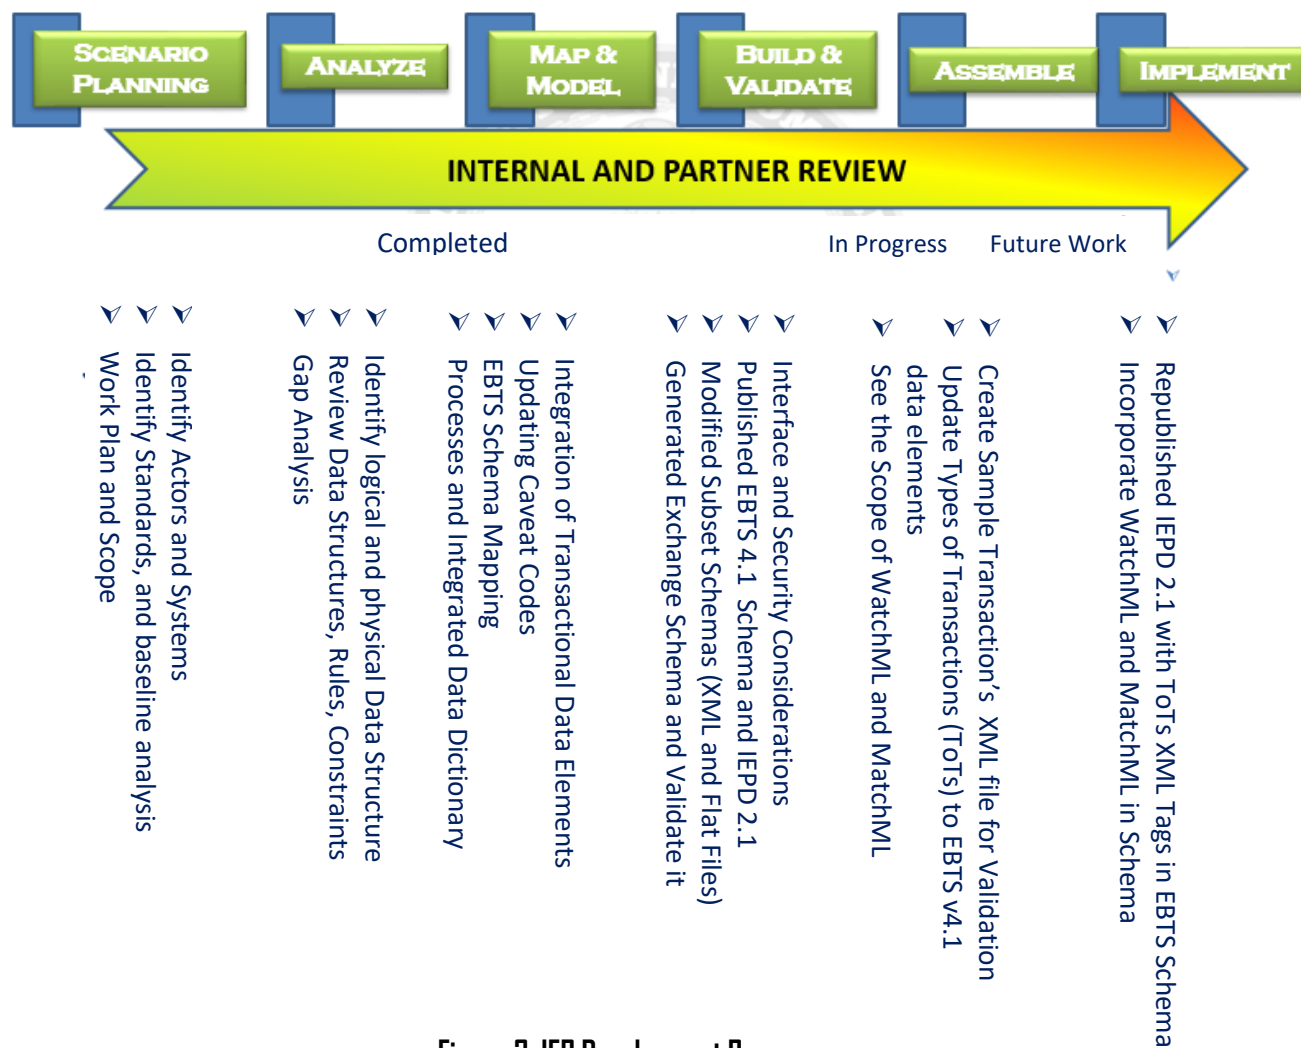 SCENARIO
PLANNING
ANALYZE
MAP &
MODEL
BUILD &
VALIDATE
ASSEMBLE
IMPLEMENT
INTERNAL AND PARTNER REVIEW
Completed
In Progress
Future Work
Identify Actors and Systems
Identify Standards, and baseline analysis
Work Plan and Scope
Identify logical and physical Data Structure
Review Data Structures, Rules, Constraints
Gap Analysis
Integration of Transactional Data Elements
Updating Caveat Codes
EBTS Schema Mapping
Processes and Integrated Data Dictionary
Interface and Security Considerations
Published EBTS 4.1 Schema and IEPD 2.1
Modified Subset Schemas (XML and Flat Files)
Generated Exchange Schema and Validate it
Create Sample Transaction’s XML file for Validation
Update Types of Transactions (ToTs) to EBTS v4.1
data elements
See the Scope of WatchML and MatchML
Republished IEPD 2.1 with ToTs XML Tags in EBTS Schema
Incorporate WatchML and MatchML in Schema